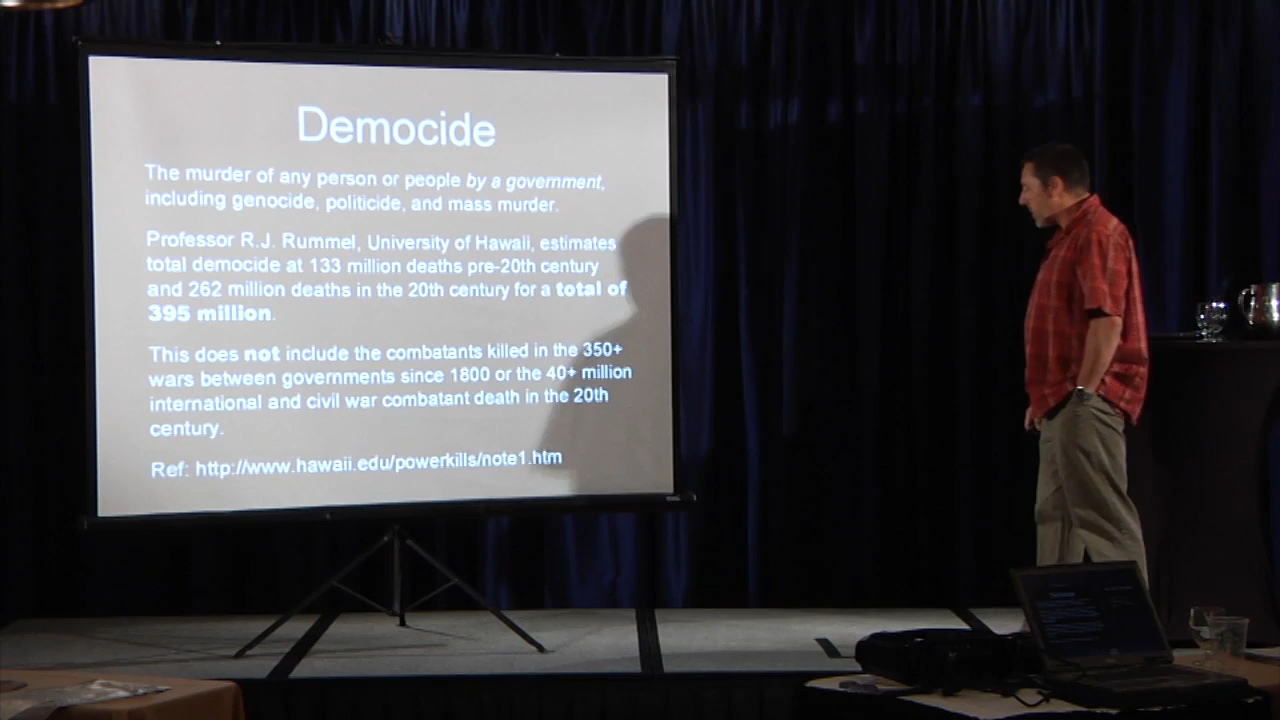 Democide
The murder of any person or people by a government,
including genocide, politicide, and mass murder.
Professor R.J. Rummel, University of Hawaii, estimates
total democide at 133 million deaths pre-20th century
and 262 million deaths in the 20th century for a total of
395 million.
This does not include the combatants killed in the 350+
wars between governments since 1800 or the 40+ million
international and civil war combatant death in the 20th
century.
Ref: http://www.hawaii.edu/powerkills/note1.htm